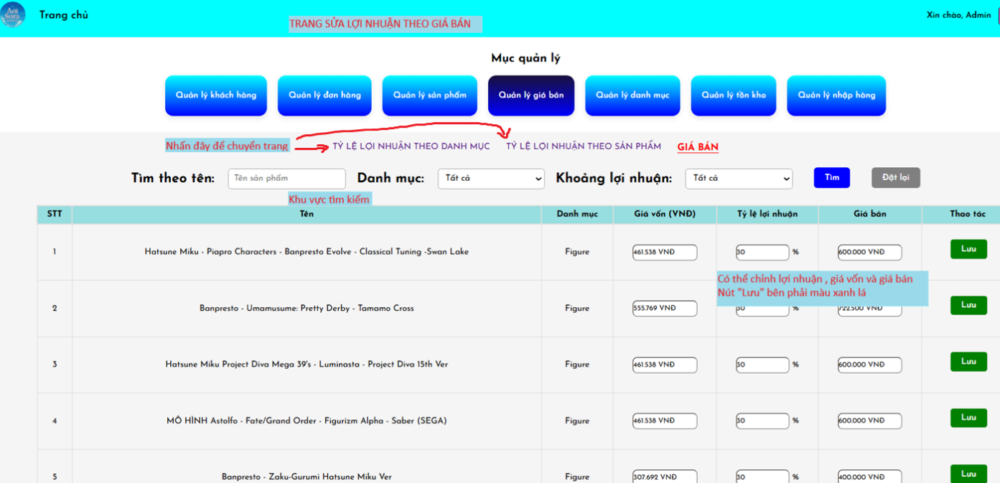 Aoi
Sora
Trang chủ
TRANG SỬA LỢI NHUẬN THEO GIÁ BÁN
Xin chào, Admin
Mục quản lý
Quản lý khách hàng
Quản lý đơn hàng
Quản lý sản phẩm
Quản lý giá bán
Quản lý danh mục
Quản lý tồn kho
Quản lý nhập hàng
Nhấn đây để chuyển trang
TỶ LỆ LỢI NHUẬN THEO DANH MỤC
TỶ LỆ LỢI NHUẬN THEO SẢN PHẨM
GIÁ BÁN
Tìm theo tên: Tên sản phẩm Danh mục: Tất cả Khoảng lợi nhuận: Tất cả Tìm Đặt lại
Khu vực tìm kiếm
STT Tên Danh mục Giá vốn (VNĐ) Tỷ lệ lợi nhuận Giá bán Thao tác
1 Hatsune Miku - Piapro Characters - Banpresto Evolve - Classical Tuning -Swan Lake Figure 461.538 VNĐ 30 % 600.000 VNĐ Lưu
Có thể chỉnh lợi nhuận , giá vốn và giá bán
Nút "Lưu" bên phải màu xanh lá
2 Banpresto - Umamusume: Pretty Derby - Tamamo Cross Figure 555.769 VNĐ 30 % 722.500 VNĐ Lưu
3 Hatsune Miku Project Diva Mega 39's - Luminasta - Project Diva 15th Ver Figure 461.538 VNĐ 30 % 600.000 VNĐ Lưu
4 MÔ HÌNH Astolfo - Fate/Grand Order - Figurizm Alpha - Saber (SEGA) Figure 461.538 VNĐ 30 % 600.000 VNĐ Lưu
5 Banpresto - Zaku-Gurumi Hatsune Miku Ver Figure 307.692 VNĐ 30 % 400.000 VNĐ Lưu